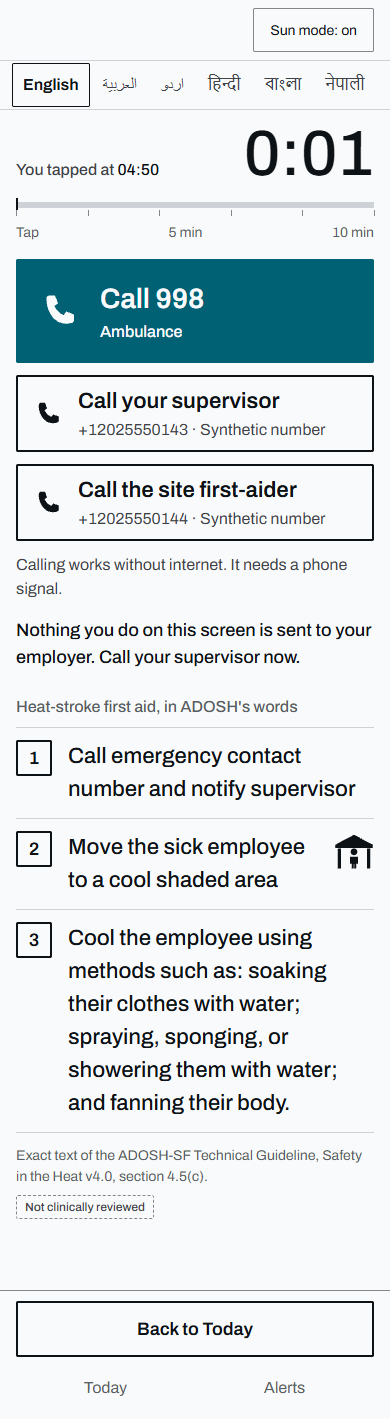 Sun mode: on
English العربية اردو हिन्दी বাংলা नेपाली
You tapped at 04:50
0:01
Tap 5 min 10 min
Call 998
Ambulance
Call your supervisor
+12025550143 · Synthetic number
Call the site first-aider
+12025550144 · Synthetic number
Calling works without internet. It needs a phone
signal.
Nothing you do on this screen is sent to your
employer. Call your supervisor now.
Heat-stroke first aid, in ADOSH's words
1 Call emergency contact
number and notify supervisor
2 Move the sick employee
to a cool shaded area
3 Cool the employee using
methods such as: soaking
their clothes with water;
spraying, sponging, or
showering them with water;
and fanning their body.
Exact text of the ADOSH-SF Technical Guideline, Safety
in the Heat v4.0, section 4.5(c).
Not clinically reviewed
Back to Today
Today Alerts